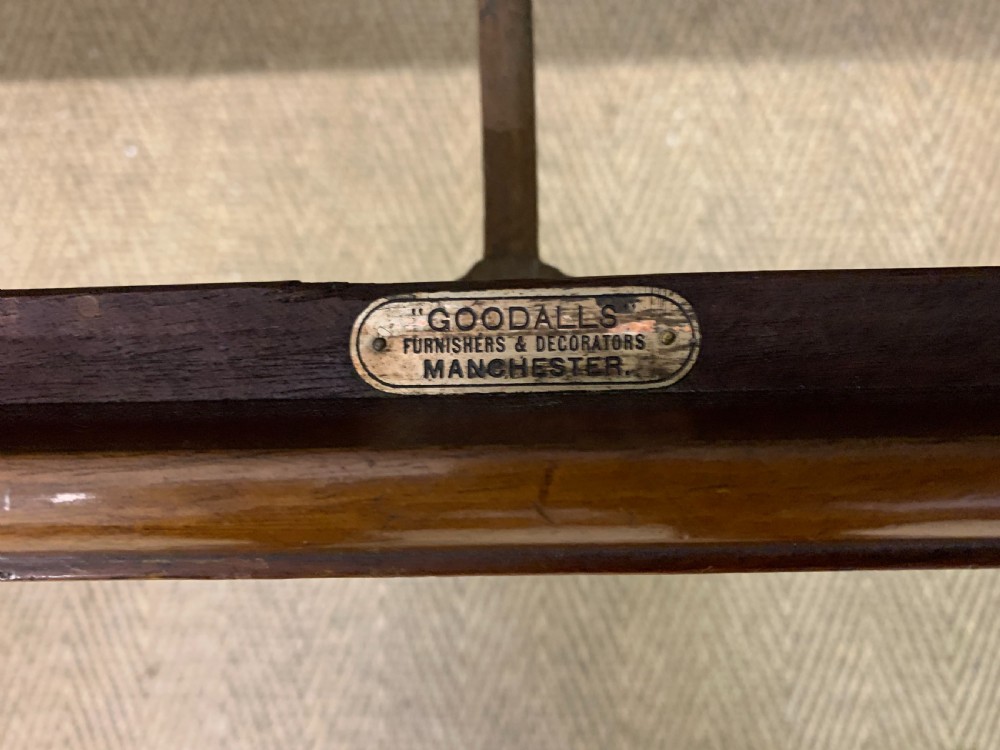 "GOODALLS"
FURNISHERS & DECORATORS
MANCHESTER.